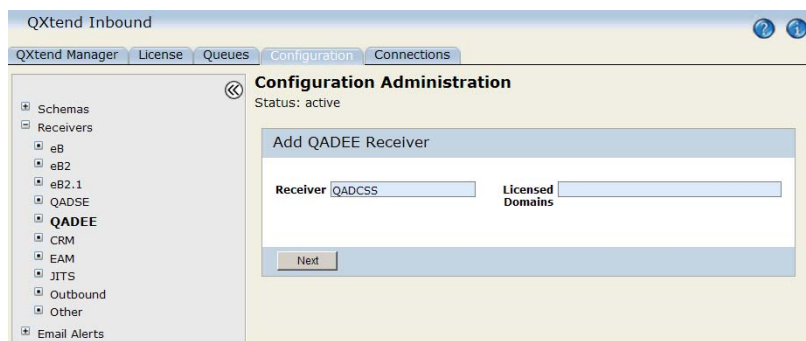 QXtend Inbound
QXtend Manager License Queues Configuration Connections
Configuration Administration
Status: active
Schemas
Receivers
eB
eB2
eB2.1
QADSE
QADEE
CRM
EAM
JITS
Outbound
Other
Email Alerts
Add QADEE Receiver
Receiver QADCSS
Licensed
Domains
Next